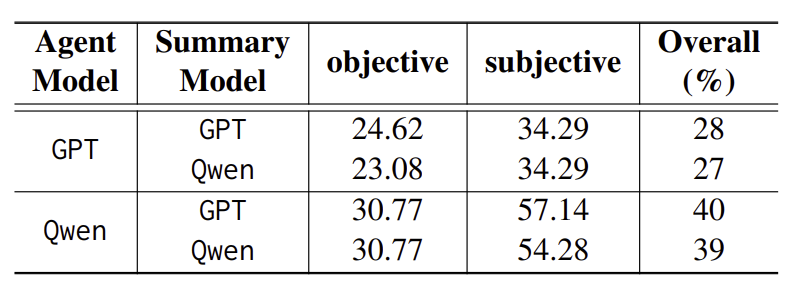 Agent Model Summary Model objective subjective Overall (%)
GPT GPT 24.62 34.29 28
Qwen 23.08 34.29 27
Qwen GPT 30.77 57.14 40
Qwen 30.77 54.28 39